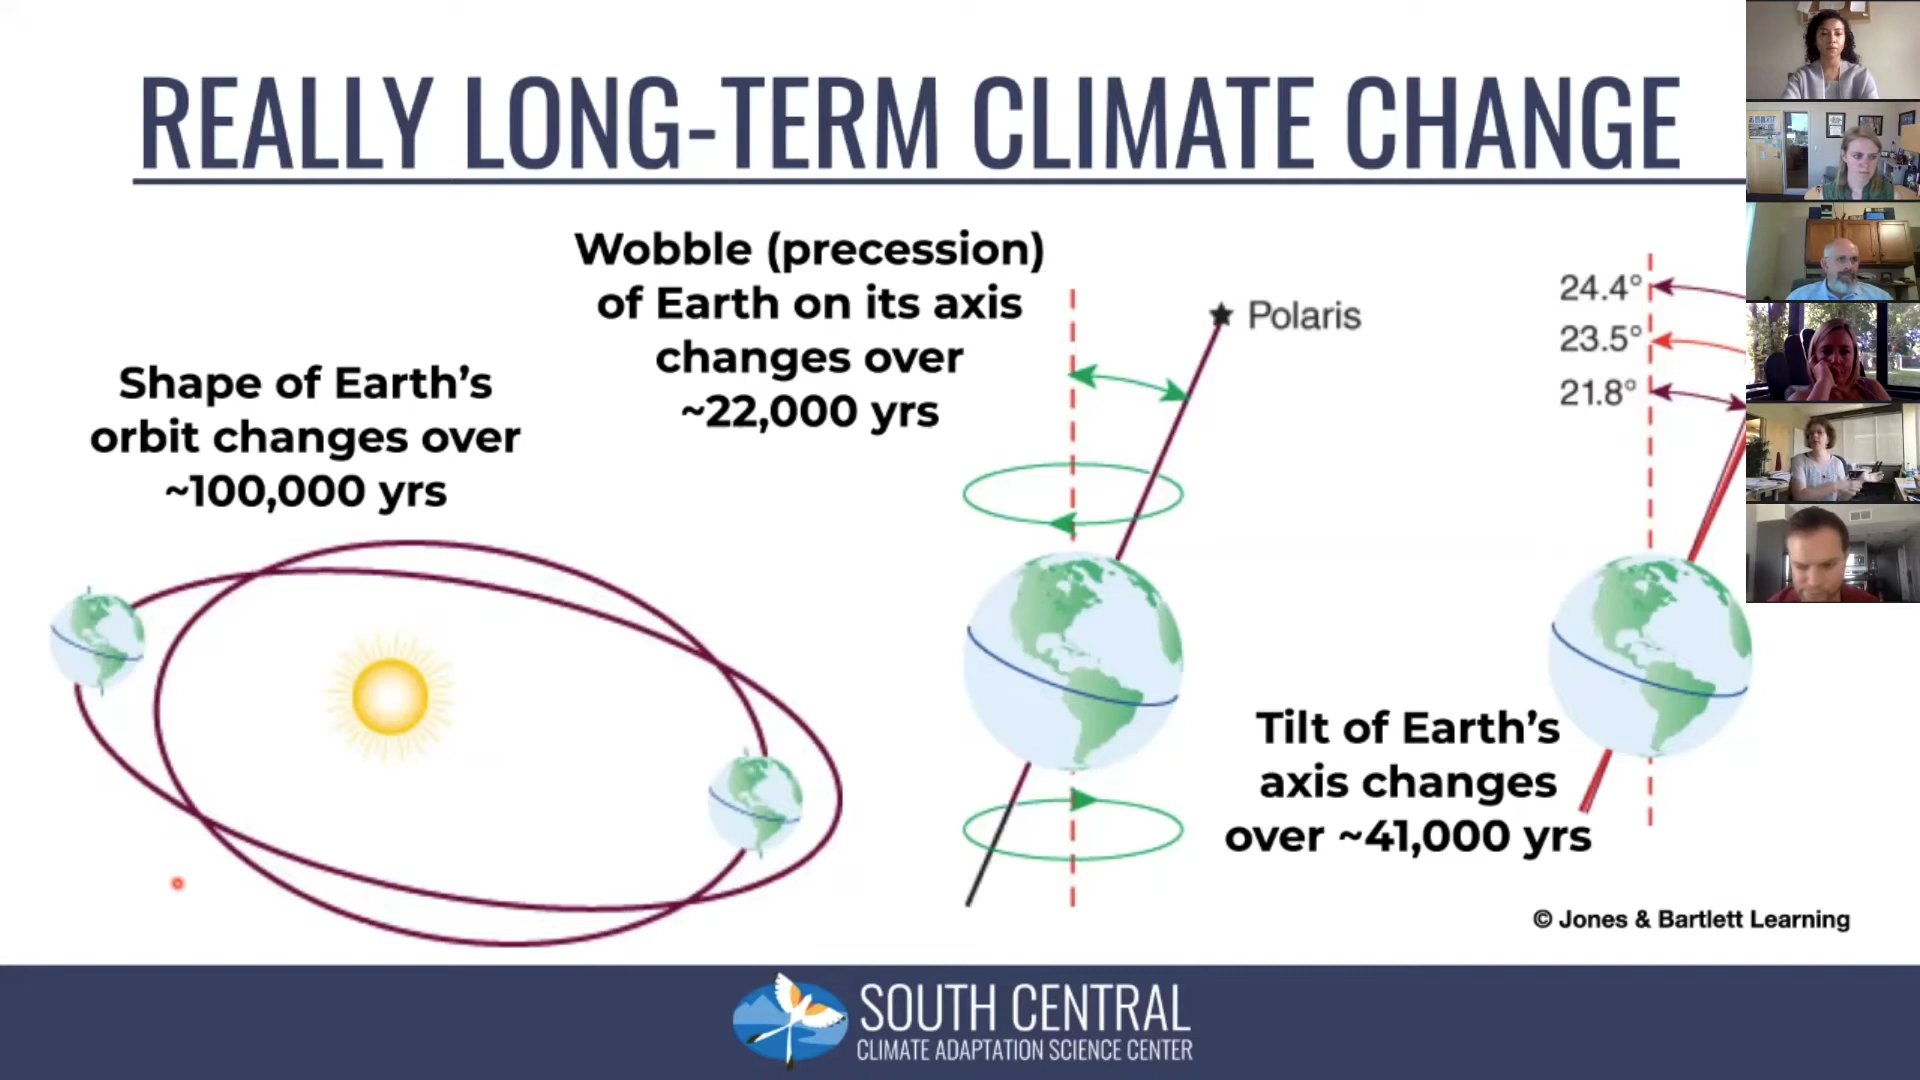 REALLY LONG-TERM CLIMATE CHANGE
Shape of Earth's
orbit changes over
~100,000 yrs
Wobble (precession)
of Earth on its axis
changes over
~22,000 yrs
Polaris
24.4°
23.5°
21.8°
Tilt of Earth's
axis changes
over ~41,000 yrs
© Jones & Bartlett Learning
SOUTH CENTRAL
CLIMATE ADAPTATION SCIENCE CENTER